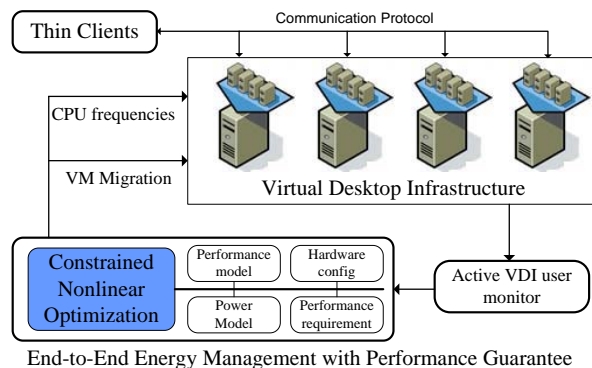 Communication Protocol
Thin Clients
CPU frequencies
VM Migration
Virtual Desktop Infrastructure
Constrained
Nonlinear
Optimization
Performance
model
Hardware
config
Power
Model
Performance
requirement
Active VDI user
monitor
End-to-End Energy Management with Performance Guarantee